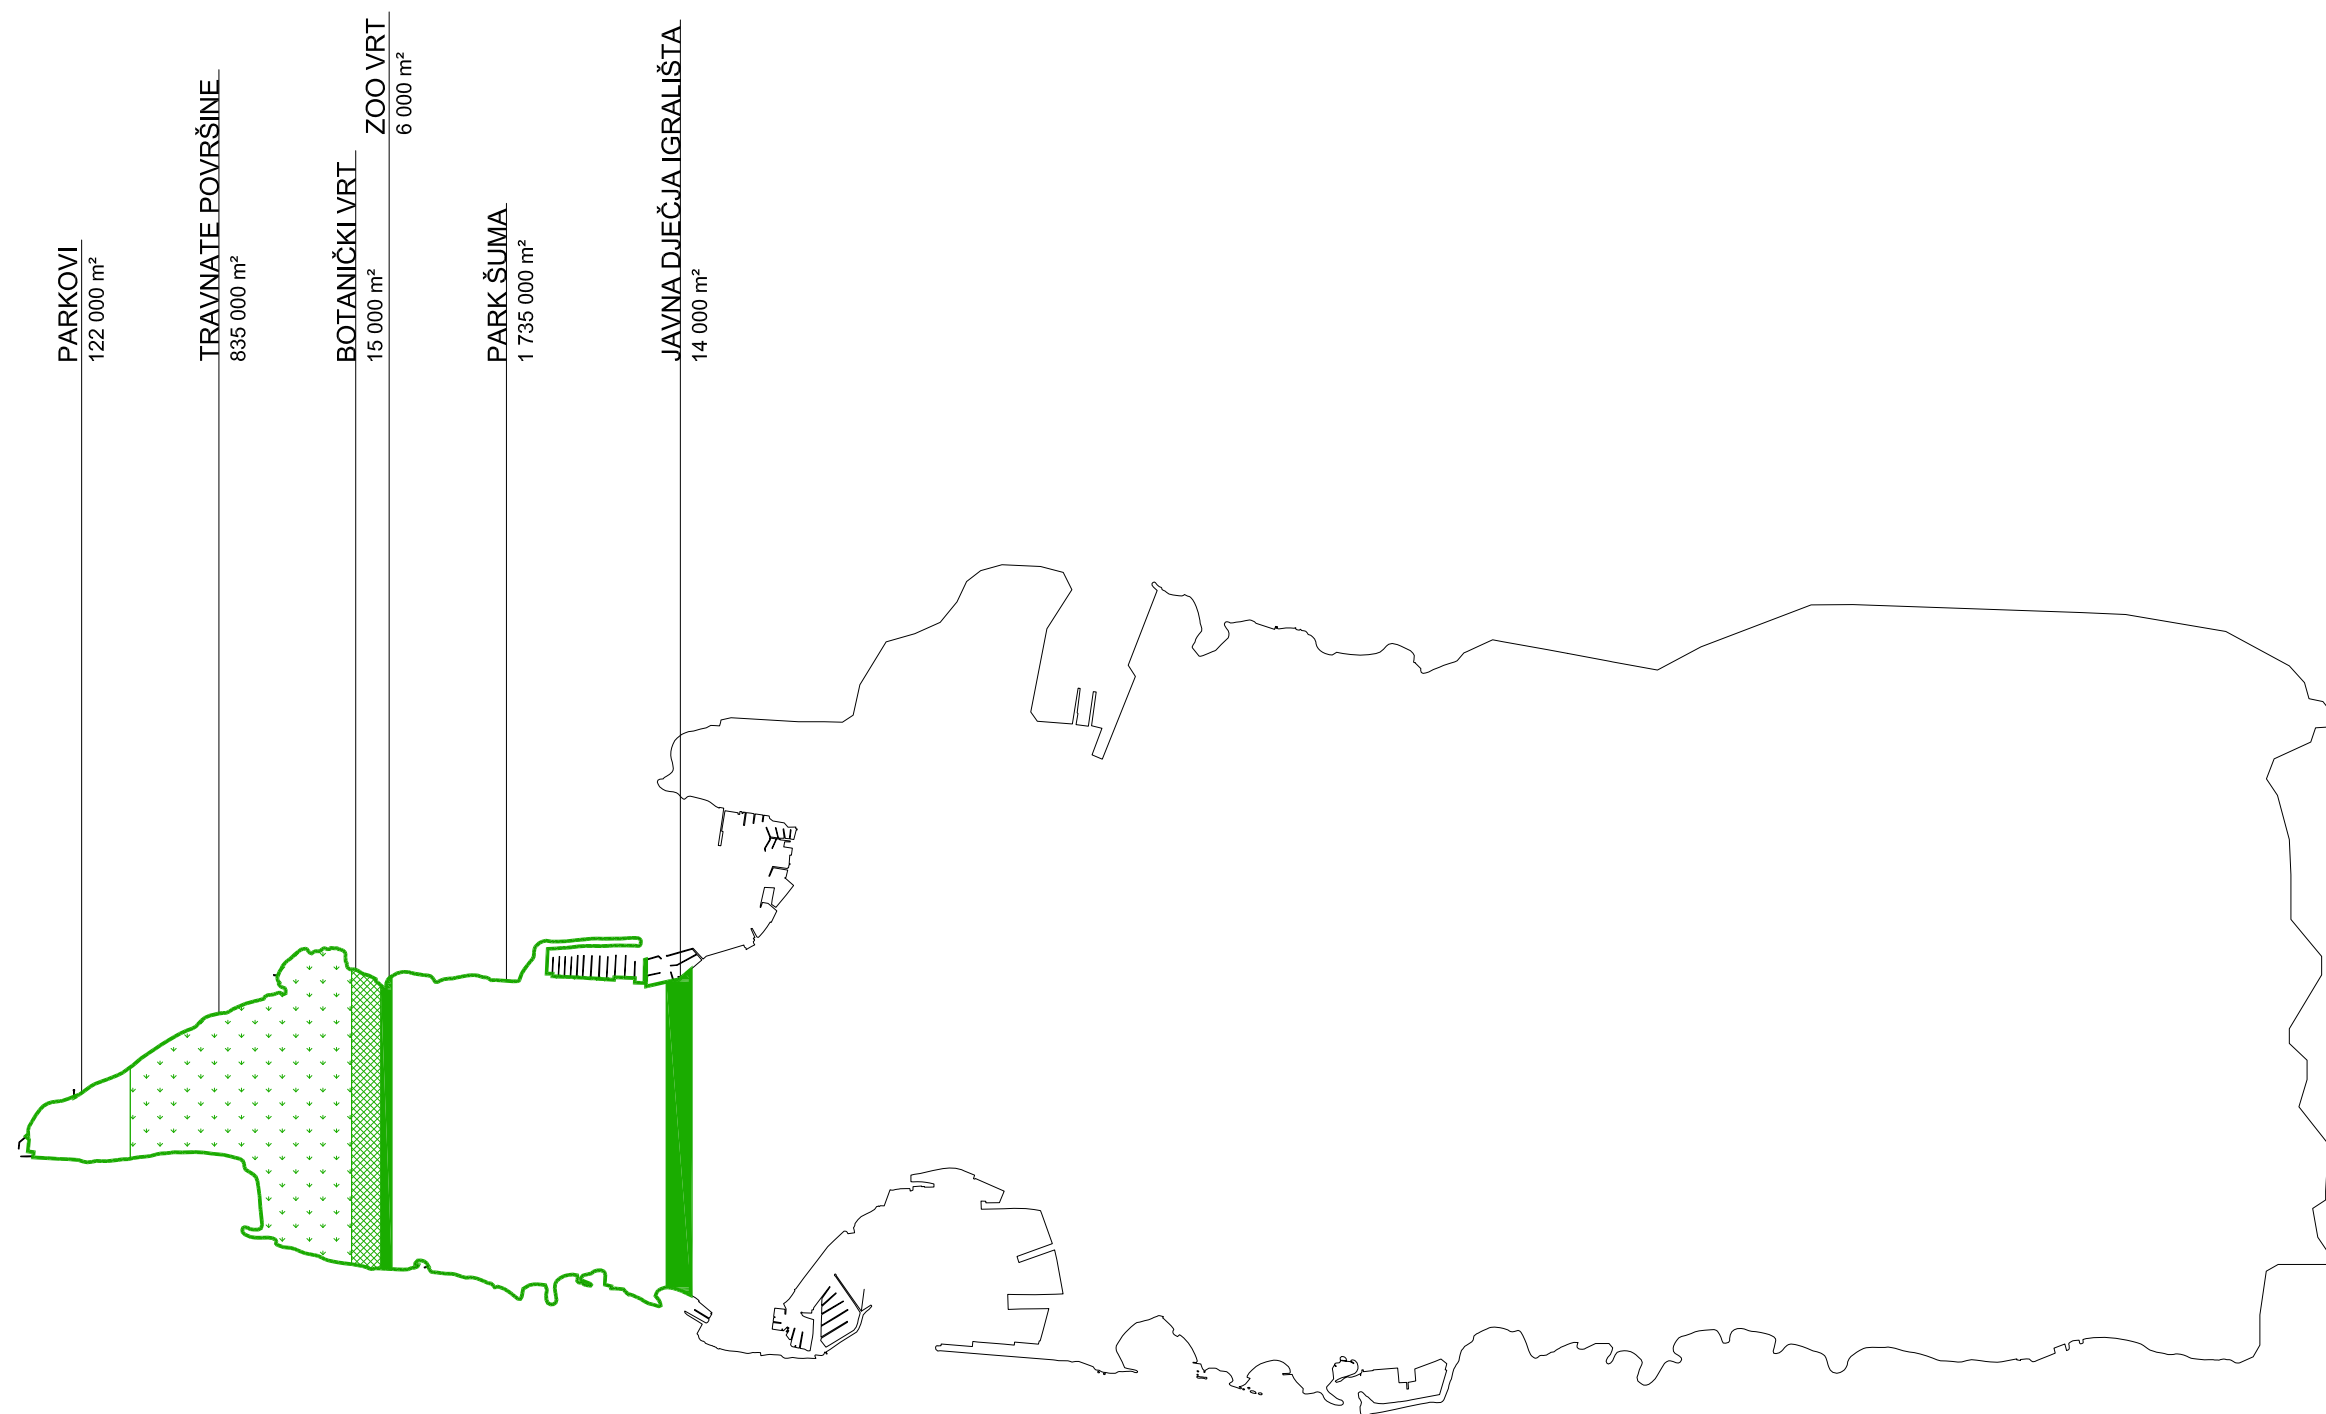 PARKOVI
122 000 m²
TRAVNATE POVRŠINE
835 000 m²
BOTANIČKI VRT
15 000 m²
ZOO VRT
6 000 m²
PARK ŠUMA
1 735 000 m²
JAVNA DJEČJA IGRALIŠTA
14 000 m²